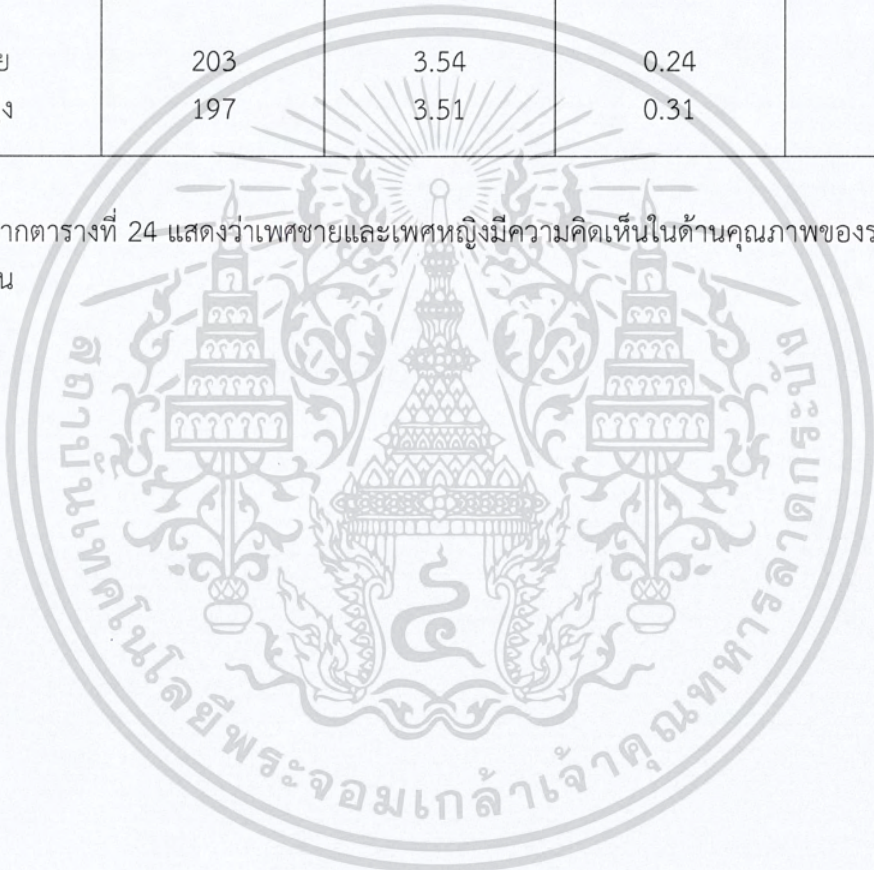 ย 203 3.54 0.24
ง 197 3.51 0.31
ากตารางที่ 24 แสดงว่าเพศชายและเพศหญิงมีความคิดเห็นในด้านคุณภาพของร
น
สถาบันเทคโนโลยีพระจอมเกล้าเจ้าคุณทหารลาดกระบัง
๔